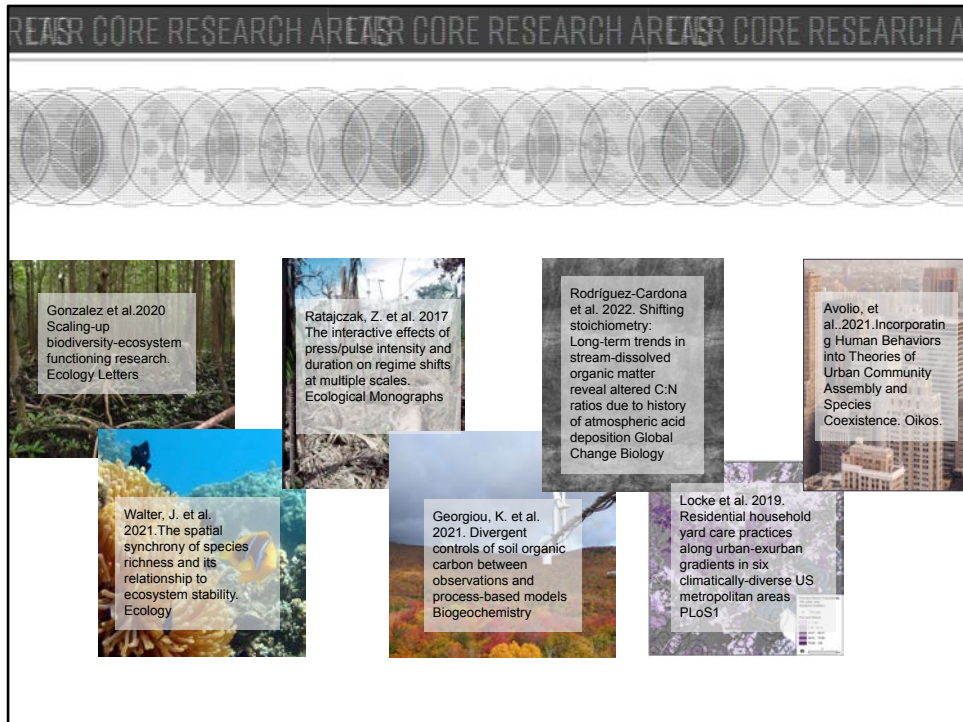 REAS
LTER CORE RESEARCH AREAS
LTER CORE RESEARCH AREAS
LTER CORE RESEARCH A
Gonzalez et al.2020
Scaling-up
biodiversity-ecosystem
functioning research.
Ecology Letters
Ratajczak, Z. et al. 2017
The interactive effects of
press/pulse intensity and
duration on regime shifts
at multiple scales.
Ecological Monographs
Rodríguez-Cardona
et al. 2022. Shifting
stoichiometry:
Long-term trends in
stream-dissolved
organic matter
reveal altered C:N
ratios due to history
of atmospheric acid
deposition Global
Change Biology
Avolio, et
al..2021.Incorporatin
g Human Behaviors
into Theories of
Urban Community
Assembly and
Species
Coexistence. Oikos.
Walter, J. et al.
2021.The spatial
synchrony of species
richness and its
relationship to
ecosystem stability.
Ecology
Georgiou, K. et al.
2021. Divergent
controls of soil organic
carbon between
observations and
process-based models
Biogeochemistry
Locke et al. 2019.
Residential household
yard care practices
along urban-exurban
gradients in six
climatically-diverse US
metropolitan areas
PLoS1